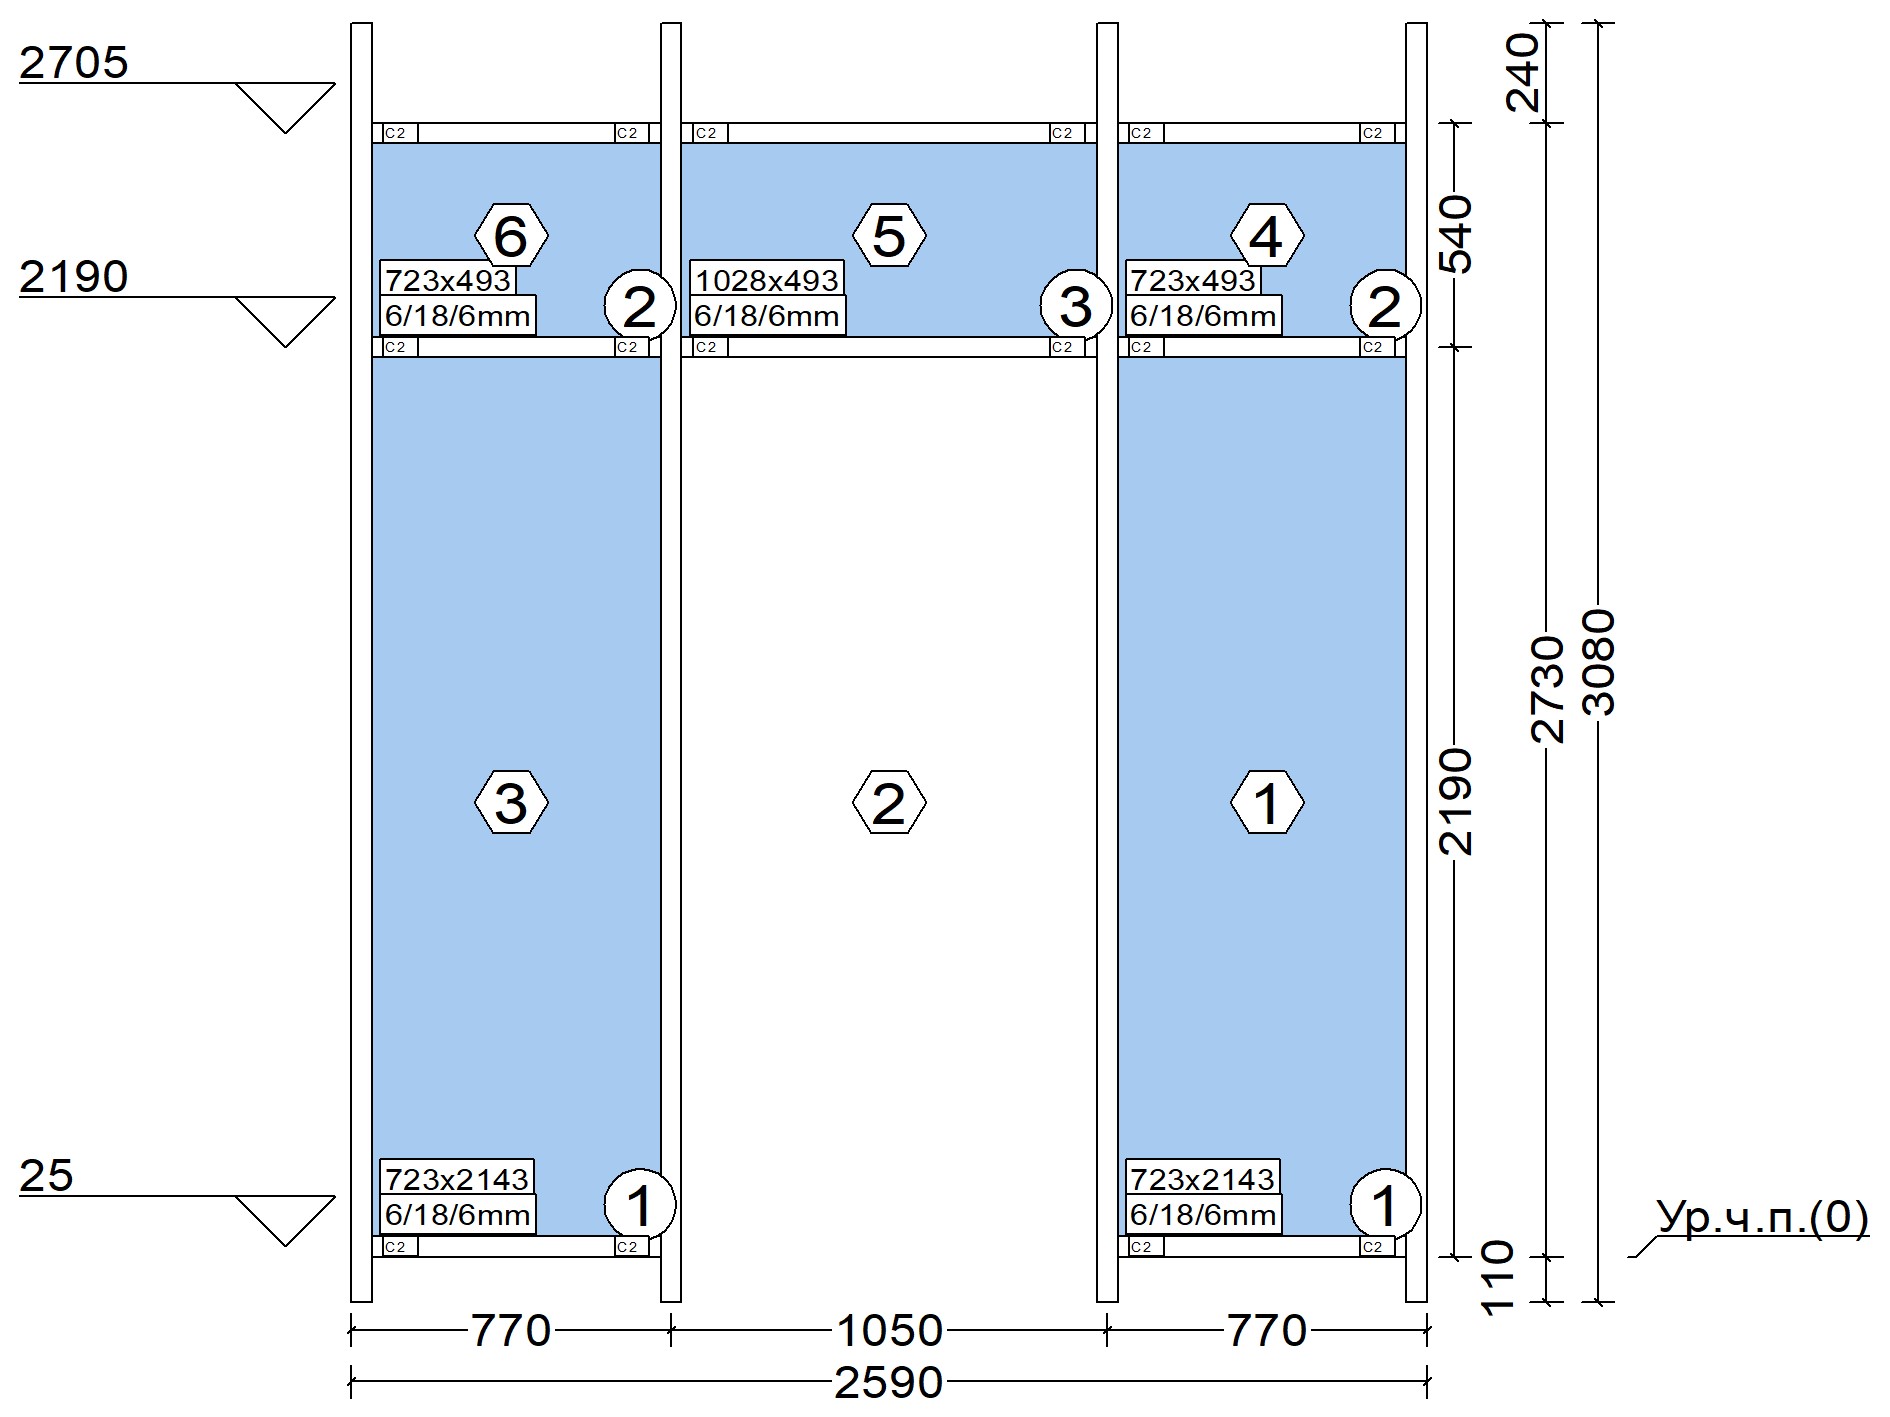 2705
240
C2 C2 C2 C2 C2 C2
6 5 4
540
2190
723x493 1028x493 723x493
2 3 2
6/18/6mm 6/18/6mm 6/18/6mm
C2 C2 C2 C2 C2 C2
2730
3080
3 2 1
2190
25
723x2143 723x2143
1 1
6/18/6mm 6/18/6mm
Ур.ч.п.(0)
C2 C2 C2 C2
110
770 1050 770
2590